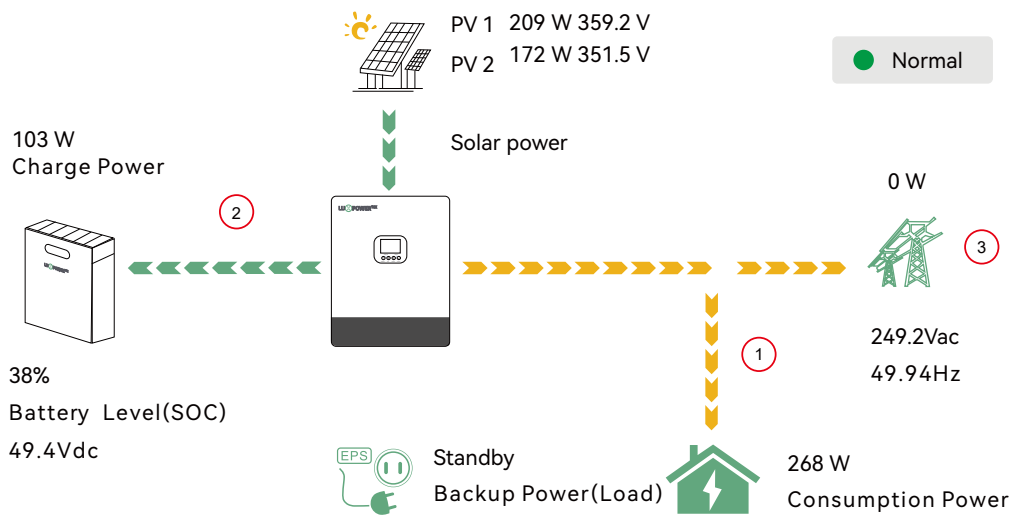 PV 1 209 W 359.2 V
PV 2 172 W 351.5 V
Normal
Solar power
103 W
Charge Power
2
0 W
3
LUXPOWERTEK
249.2Vac
49.94Hz
1
38%
Battery Level(SOC)
49.4Vdc
EPS
Standby
Backup Power(Load)
268 W
Consumption Power